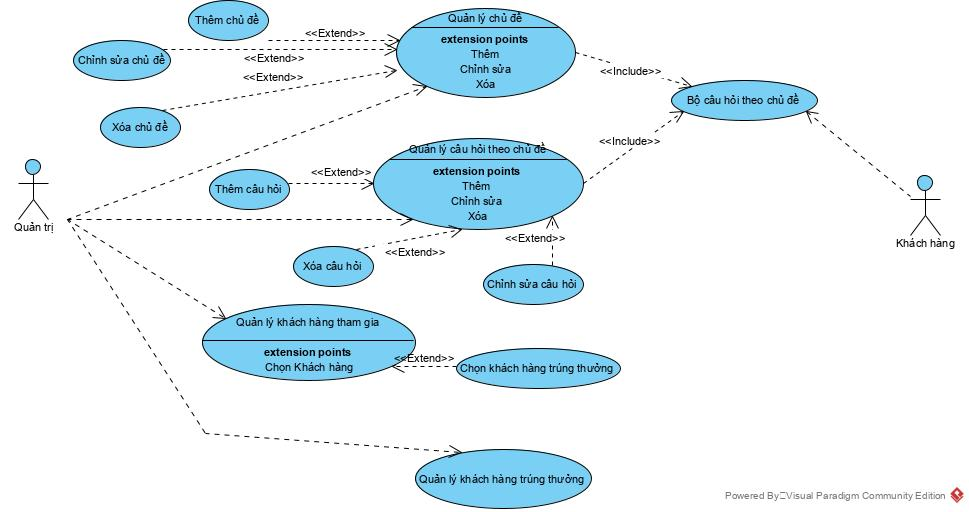 Thêm chủ đề
Quản lý chủ đề
<<Extend>>
extension points
Thêm
Chỉnh sửa chủ đề
<<Extend>>
Chỉnh sửa
<<Include>>
<<Extend>>
Xóa
Bộ câu hỏi theo chủ đề
Xóa chủ đề
<<Include>>
Quản lý câu hỏi theo chủ đề
<<Extend>>
extension points
Thêm câu hỏi
Thêm
Chỉnh sửa
Xóa
Quản trị
<<Extend>>
Khách hàng
<<Extend>>
Xóa câu hỏi
Chỉnh sửa câu hỏi
Quản lý khách hàng tham gia
extension points
<<Extend>>
Chọn Khách hàng
Chọn khách hàng trúng thưởng
Quản lý khách hàng trúng thưởng
Powered By Visual Paradigm Community Edition